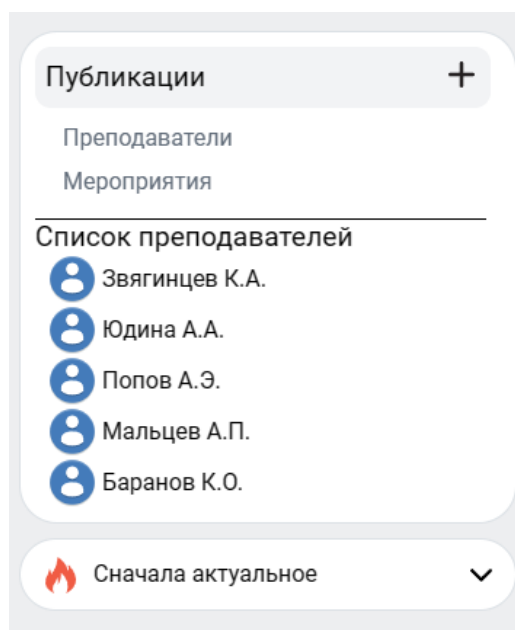 Публикации
Преподаватели
Мероприятия
Список преподавателей
Звягинцев К.А.
Юдина А.А.
Попов А.Э.
Мальцев А.П.
Баранов К.О.
Сначала актуальное